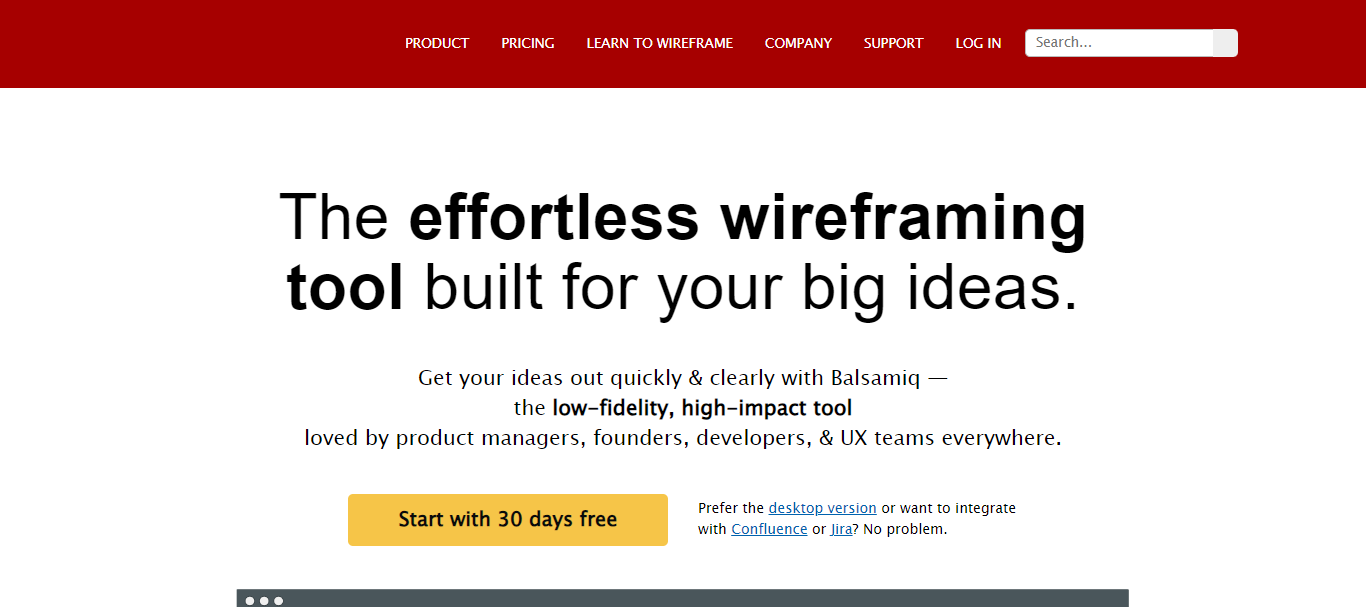 PRODUCT PRICING LEARN TO WIREFRAME COMPANY SUPPORT LOG IN Search...
The effortless wireframing
tool built for your big ideas.
Get your ideas out quickly & clearly with Balsamiq —
the low-fidelity, high-impact tool
loved by product managers, founders, developers, & UX teams everywhere.
Start with 30 days free
Prefer the desktop version or want to integrate
with Confluence or Jira? No problem.